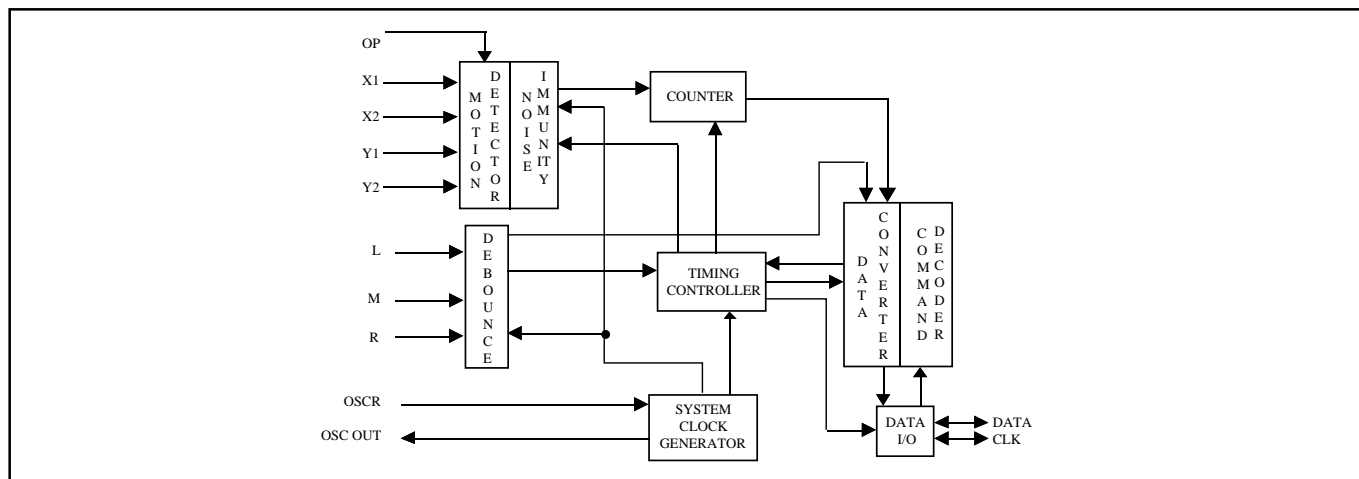 OP
X1
X2
Y1
Y2
MOTION
DETECTOR
NOISE
IMMUNITY
COUNTER
L
M
R
DEBOUNCE
TIMING
CONTROLLER
DATA
CONVERTER
COMMAND
DECODER
OSCR
OSC OUT
SYSTEM
CLOCK
GENERATOR
DATA
I/O
DATA
CLK